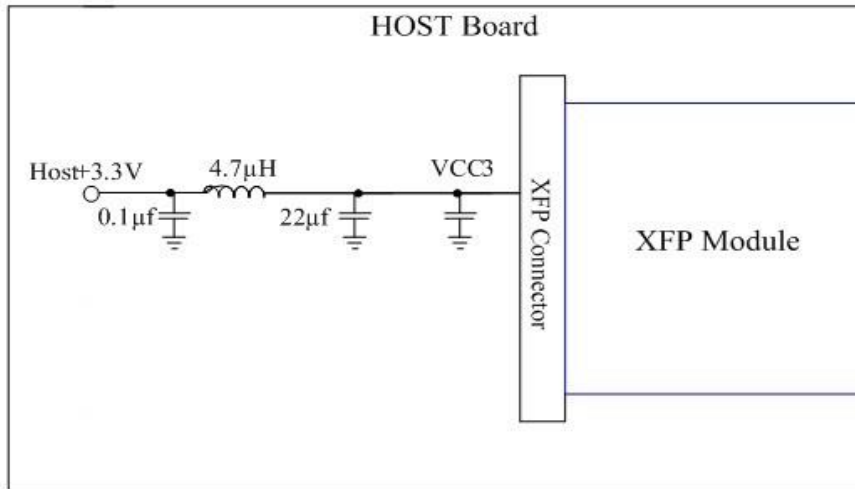 HOST Board
Host+3.3V
4.7µH
VCC3
0.1µf
22µf
XFP Connector
XFP Module